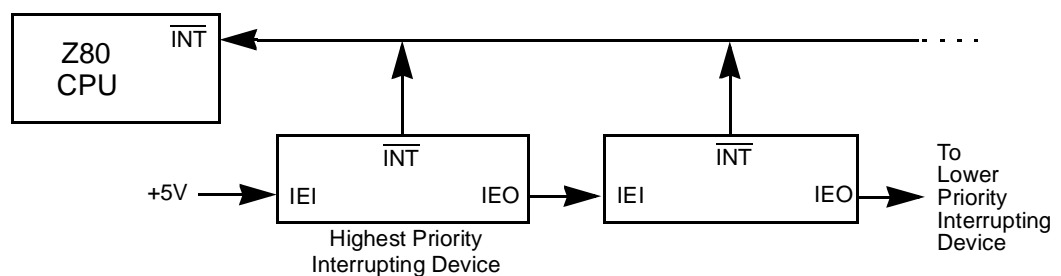 Z80
CPU
INT
INT
INT
+5V
IEI
IEO
IEI
IEO
Highest Priority
Interrupting Device
To
Lower
Priority
Interrupting
Device